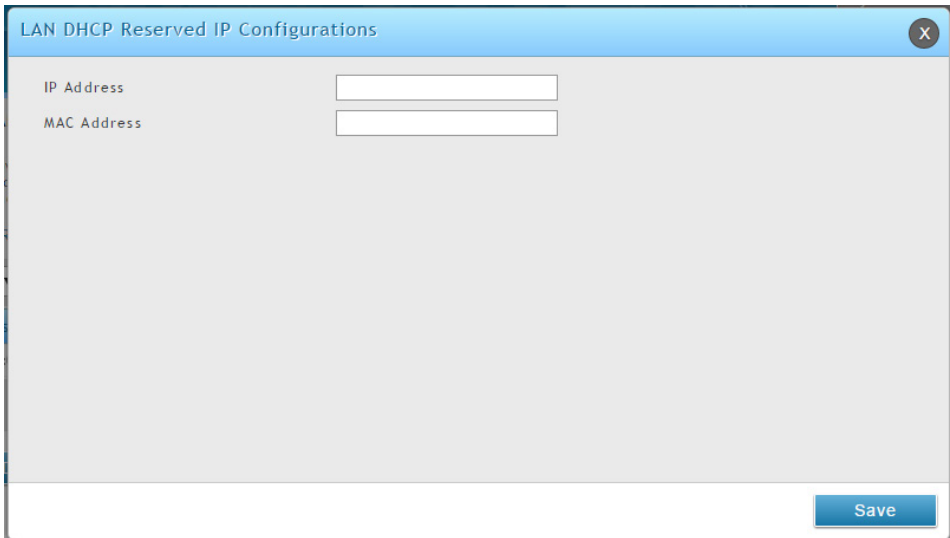 LAN DHCP Reserved IP Configurations
X
IP Address
MAC Address
Save